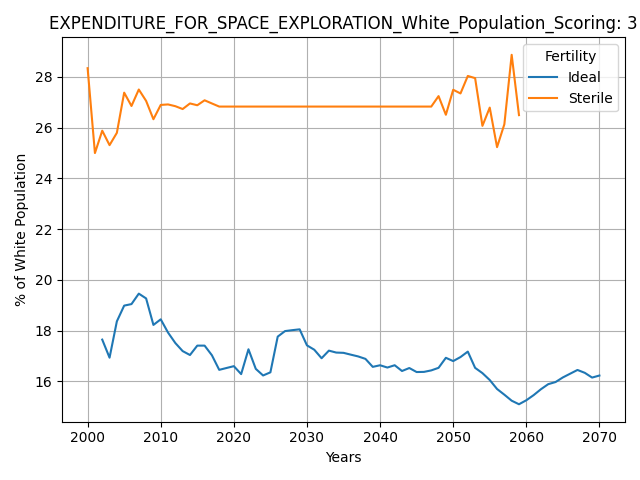 EXPENDITURE_FOR_SPACE_EXPLORATION_White_Population_Scoring: 3
Fertility
Ideal
Sterile
% of White Population
28
26
24
22
20
18
16
2000 2010 2020 2030 2040 2050 2060 2070
Years